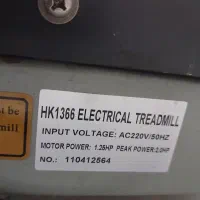 t be
mill
HK1366 ELECTRICAL TREADMILL
INPUT VOLTAGE: AC220V/50HZ
MOTOR POWER: 1.25HP PEAK POWER:2.0HP
NO.: 110412564